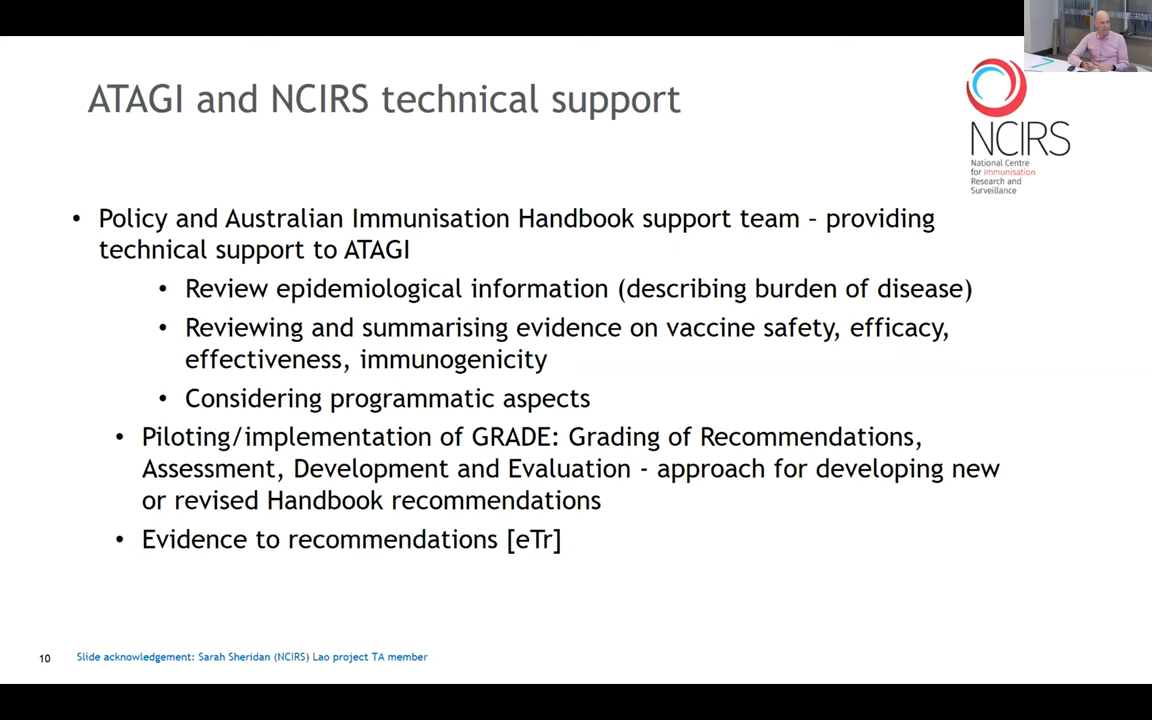 ATAGI and NCIRS technical support
NCIRS
National Centre
for Immunisation
Research and
Surveillance
• Policy and Australian Immunisation Handbook support team – providing
technical support to ATAGI
• Review epidemiological information (describing burden of disease)
• Reviewing and summarising evidence on vaccine safety, efficacy,
effectiveness, immunogenicity
• Considering programmatic aspects
• Piloting/implementation of GRADE: Grading of Recommendations,
Assessment, Development and Evaluation - approach for developing new
or revised Handbook recommendations
• Evidence to recommendations [eTr]
10
Slide acknowledgement: Sarah Sheridan (NCIRS) Lao project TA member